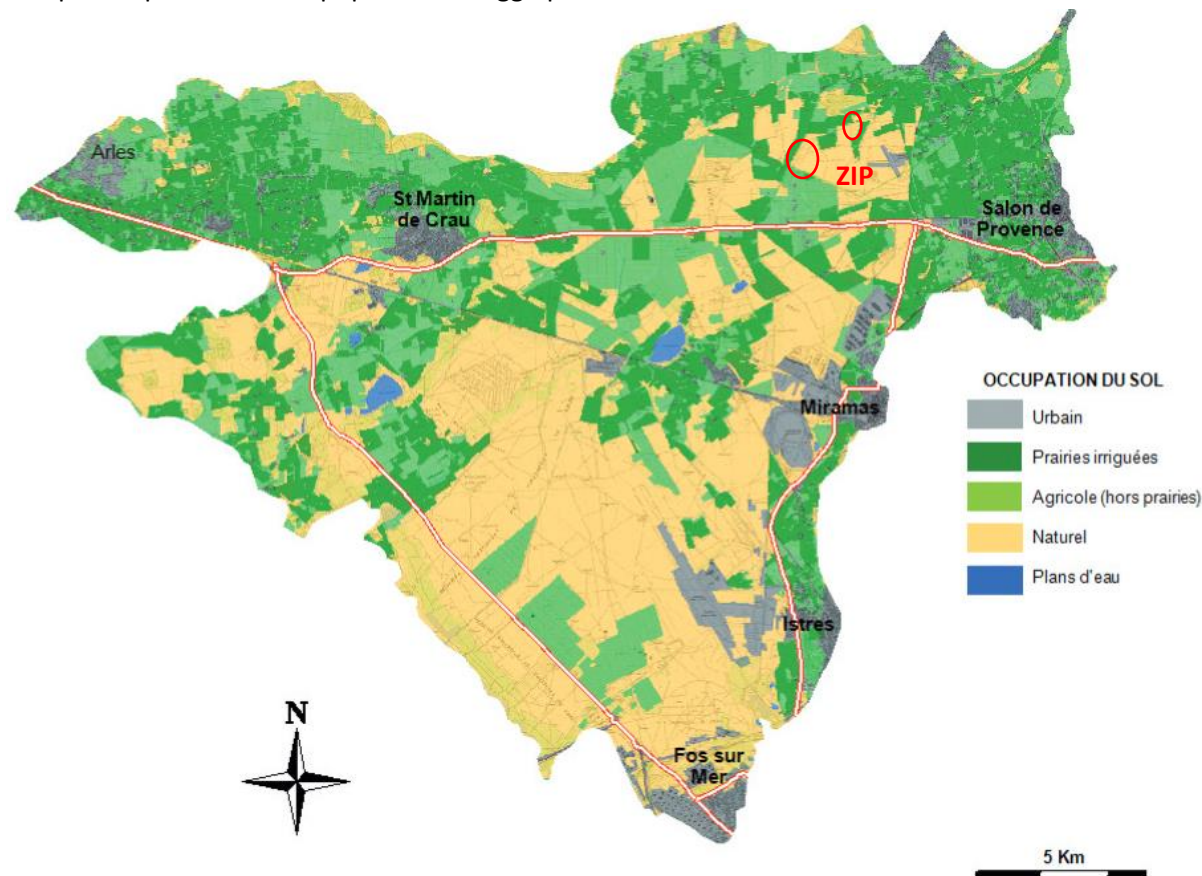 Arles
St Martin
de Crau
ZIP
Salon de
Provence
Miramas
Istres
Fos sur
Mer
N
OCCUPATION DU SOL
Urbain
Prairies irriguées
Agricole (hors prairies)
Naturel
Plans d'eau
5 Km